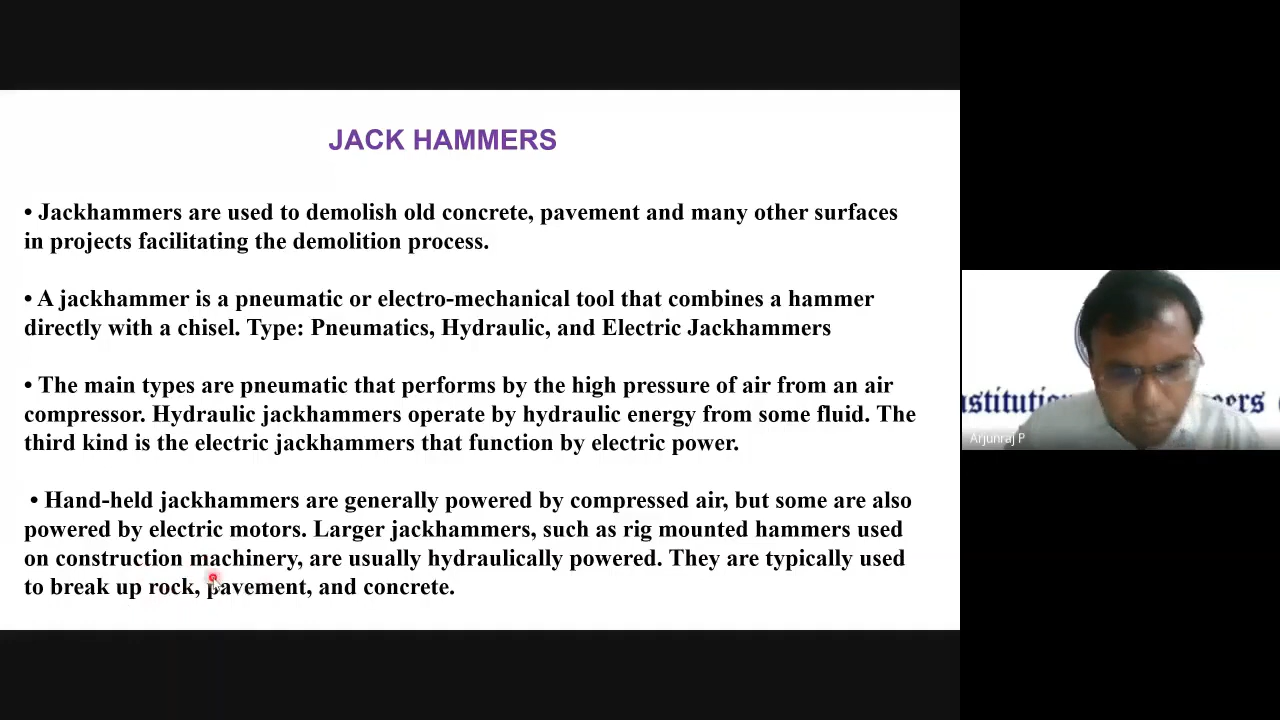 JACK HAMMERS
• Jackhammers are used to demolish old concrete, pavement and many other surfaces
in projects facilitating the demolition process.
• A jackhammer is a pneumatic or electro-mechanical tool that combines a hammer
directly with a chisel. Type: Pneumatics, Hydraulic, and Electric Jackhammers
• The main types are pneumatic that performs by the high pressure of air from an air
compressor. Hydraulic jackhammers operate by hydraulic energy from some fluid. The
third kind is the electric jackhammers that function by electric power.
• Hand-held jackhammers are generally powered by compressed air, but some are also
powered by electric motors. Larger jackhammers, such as rig mounted hammers used
on construction machinery, are usually hydraulically powered. They are typically used
to break up rock, pavement, and concrete.
Arjunraj P